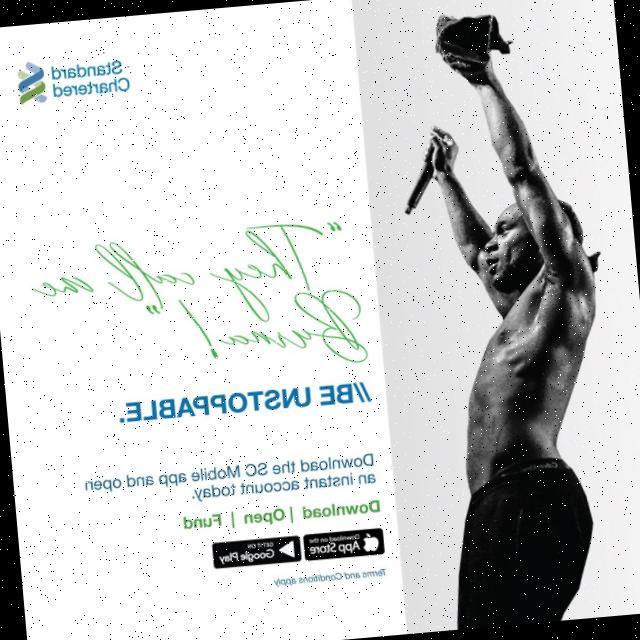 Standard
Chartered
"They call me
Burna!"
//BE UNSTOPPABLE.
Download the SC Mobile app and open
an instant account today.
Download | Open | Fund
Download on the
App Store
GET IT ON
Google Play
Terms and Conditions apply